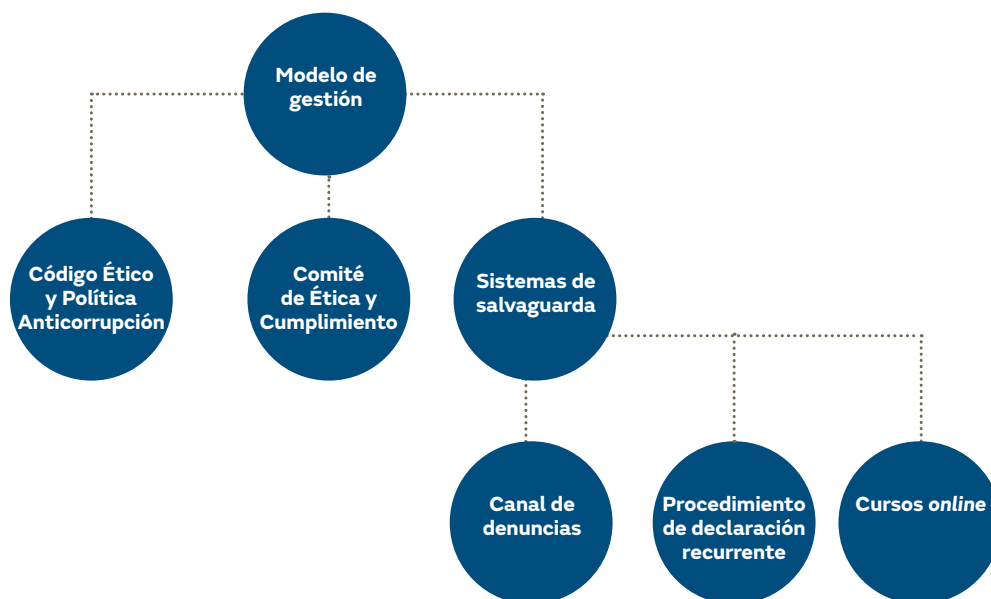 Modelo de
gestión
Código Ético
y Política
Anticorrupción
Comité
de Ética y
Cumplimiento
Sistemas de
salvaguarda
Canal de
denuncias
Procedimiento
de declaración
recurrente
Cursos online